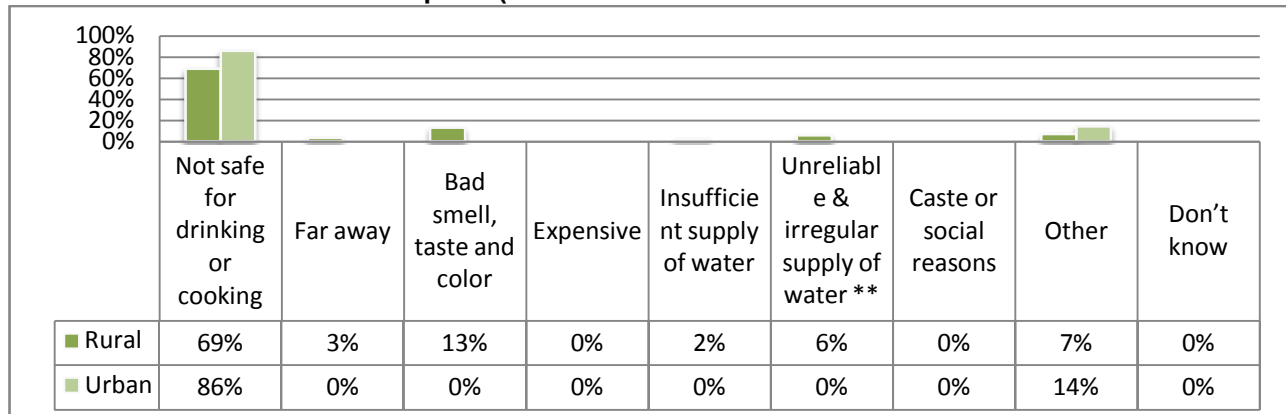 100%
80%
60%
40%
20%
0%
Not safe
for
drinking
or
cooking
Far away
Bad
smell,
taste and
color
Expensive
Insufficie
nt supply
of water
Unreliabl
e &
irregular
supply of
water **
Caste or
social
reasons
Other
Don’t
know
Rural 69% 3% 13% 0% 2% 6% 0% 7% 0%
Urban 86% 0% 0% 0% 0% 0% 0% 14% 0%